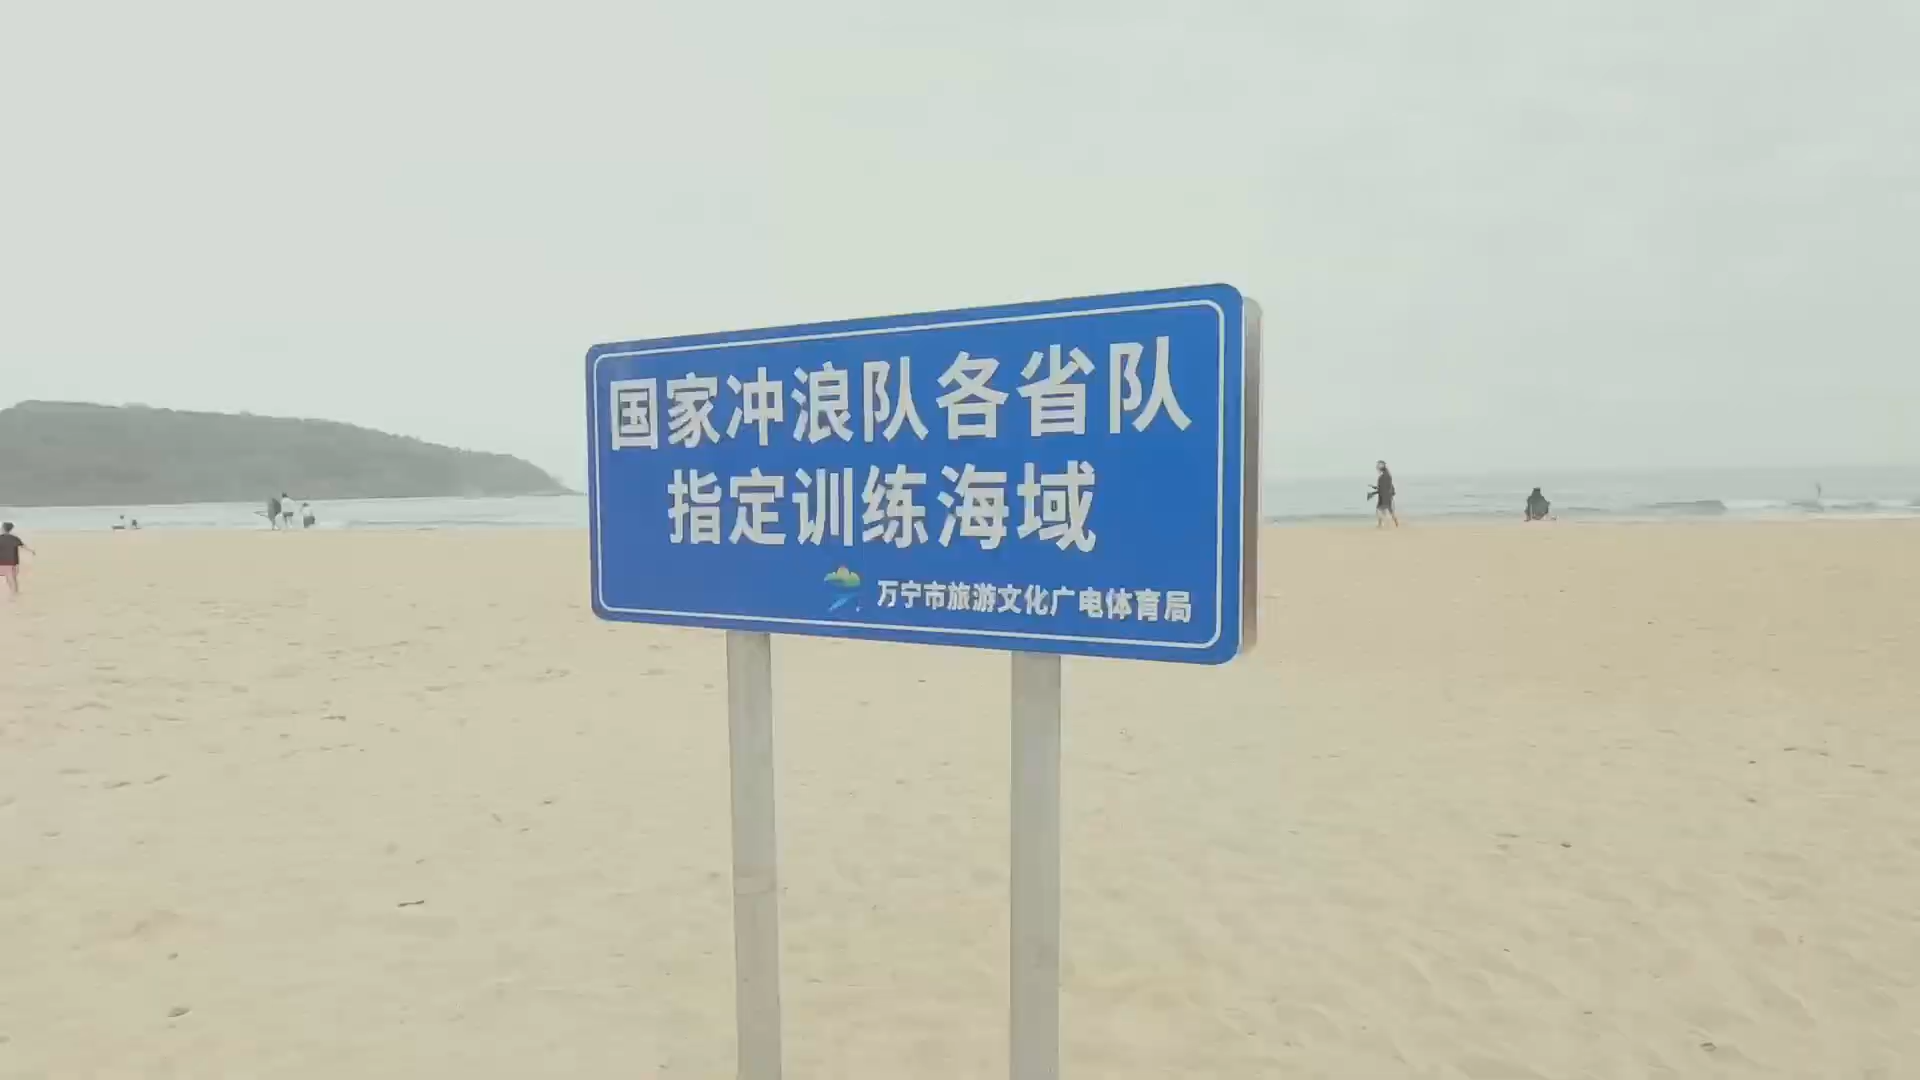 国家冲浪队各省队
指定训练海域
万宁市旅游文化广电体育局